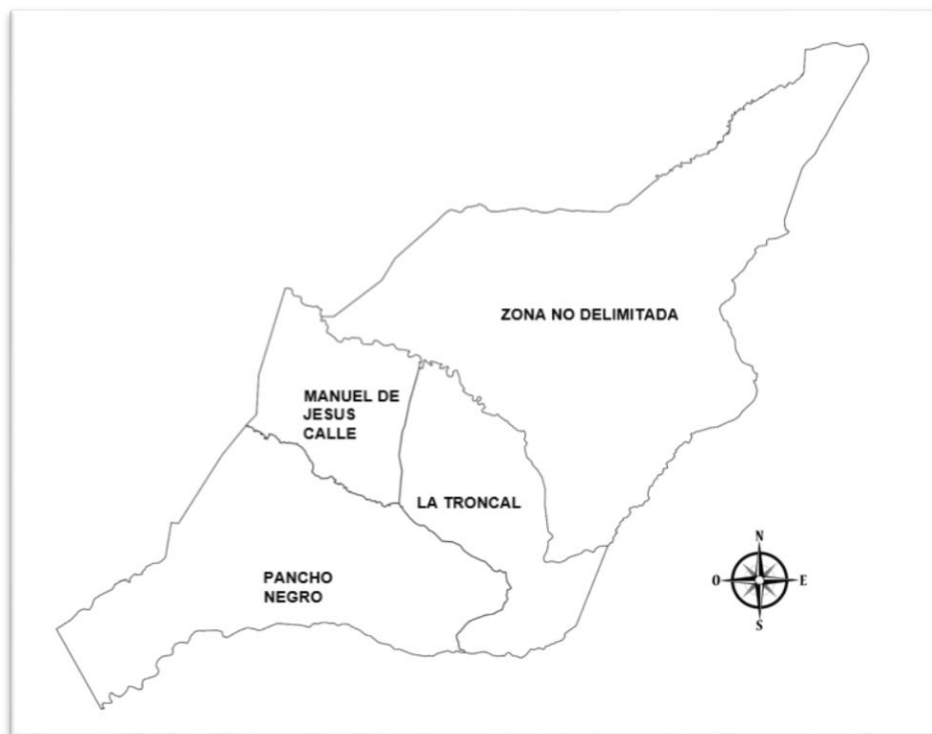 ZONA NO DELIMITADA
MANUEL DE
JESUS
CALLE
LA TRONCAL
PANCHO
NEGRO
N
O
E
S